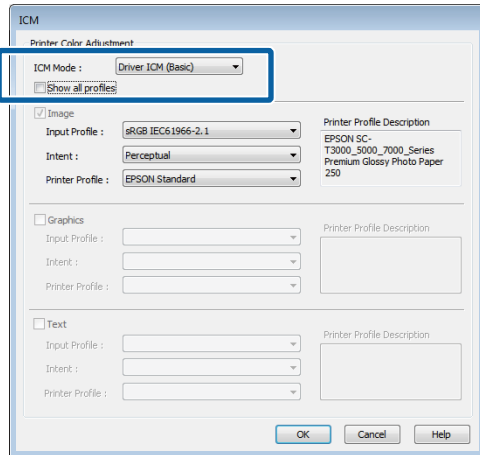 ICM
Printer Color Adjustment
ICM Mode : Driver ICM (Basic)
Show all profiles
Image
Input Profile : sRGB IEC61966-2.1
Intent : Perceptual
Printer Profile : EPSON Standard
Printer Profile Description
EPSON SC-
T3000_5000_7000_Series
Premium Glossy Photo Paper
250
Graphics
Input Profile :
Intent :
Printer Profile :
Printer Profile Description
Text
Input Profile :
Intent :
Printer Profile :
Printer Profile Description
OK Cancel Help